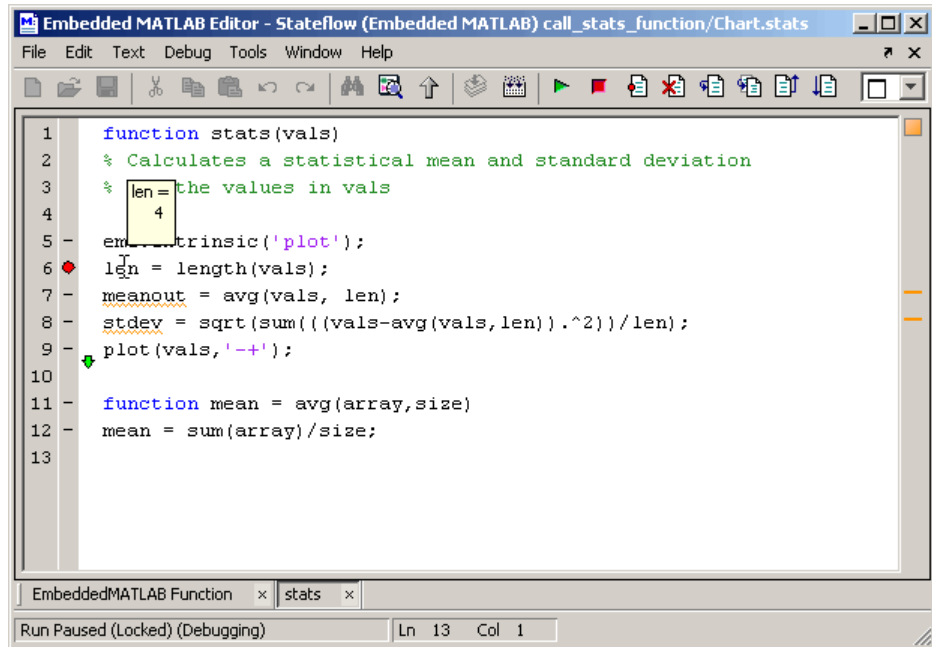 Embedded MATLAB Editor - Stateflow (Embedded MATLAB) call_stats_function/Chart.stats
File Edit Text Debug Tools Window Help
1 function stats(vals)
2 % Calculates a statistical mean and standard deviation
3 % the values in vals
len =
4
4
5 - em trinsic('plot');
6 len = length(vals);
7 - meanout = avg(vals, len);
8 - stdev = sqrt(sum(((vals-avg(vals,len)).^2))/len);
9 - plot(vals,'-+');
10
11 - function mean = avg(array,size)
12 - mean = sum(array)/size;
13
EmbeddedMATLAB Function × stats ×
Run Paused (Locked) (Debugging) Ln 13 Col 1